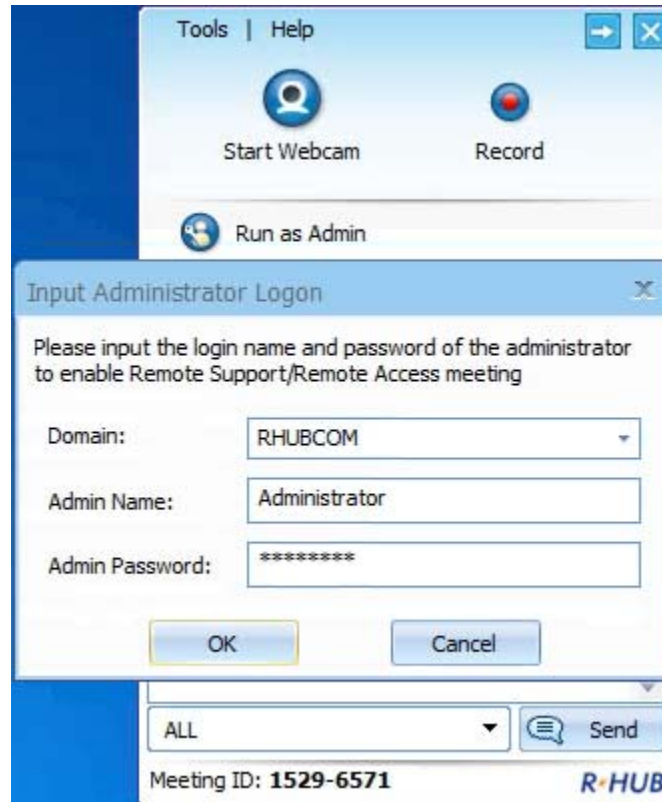 Tools | Help
Start Webcam Record
Run as Admin
Input Administrator Logon
Please input the login name and password of the administrator
to enable Remote Support/Remote Access meeting
Domain: RHUBCOM
Admin Name: Administrator
Admin Password: ********
OK Cancel
ALL Send
Meeting ID: 1529-6571 R-HUB